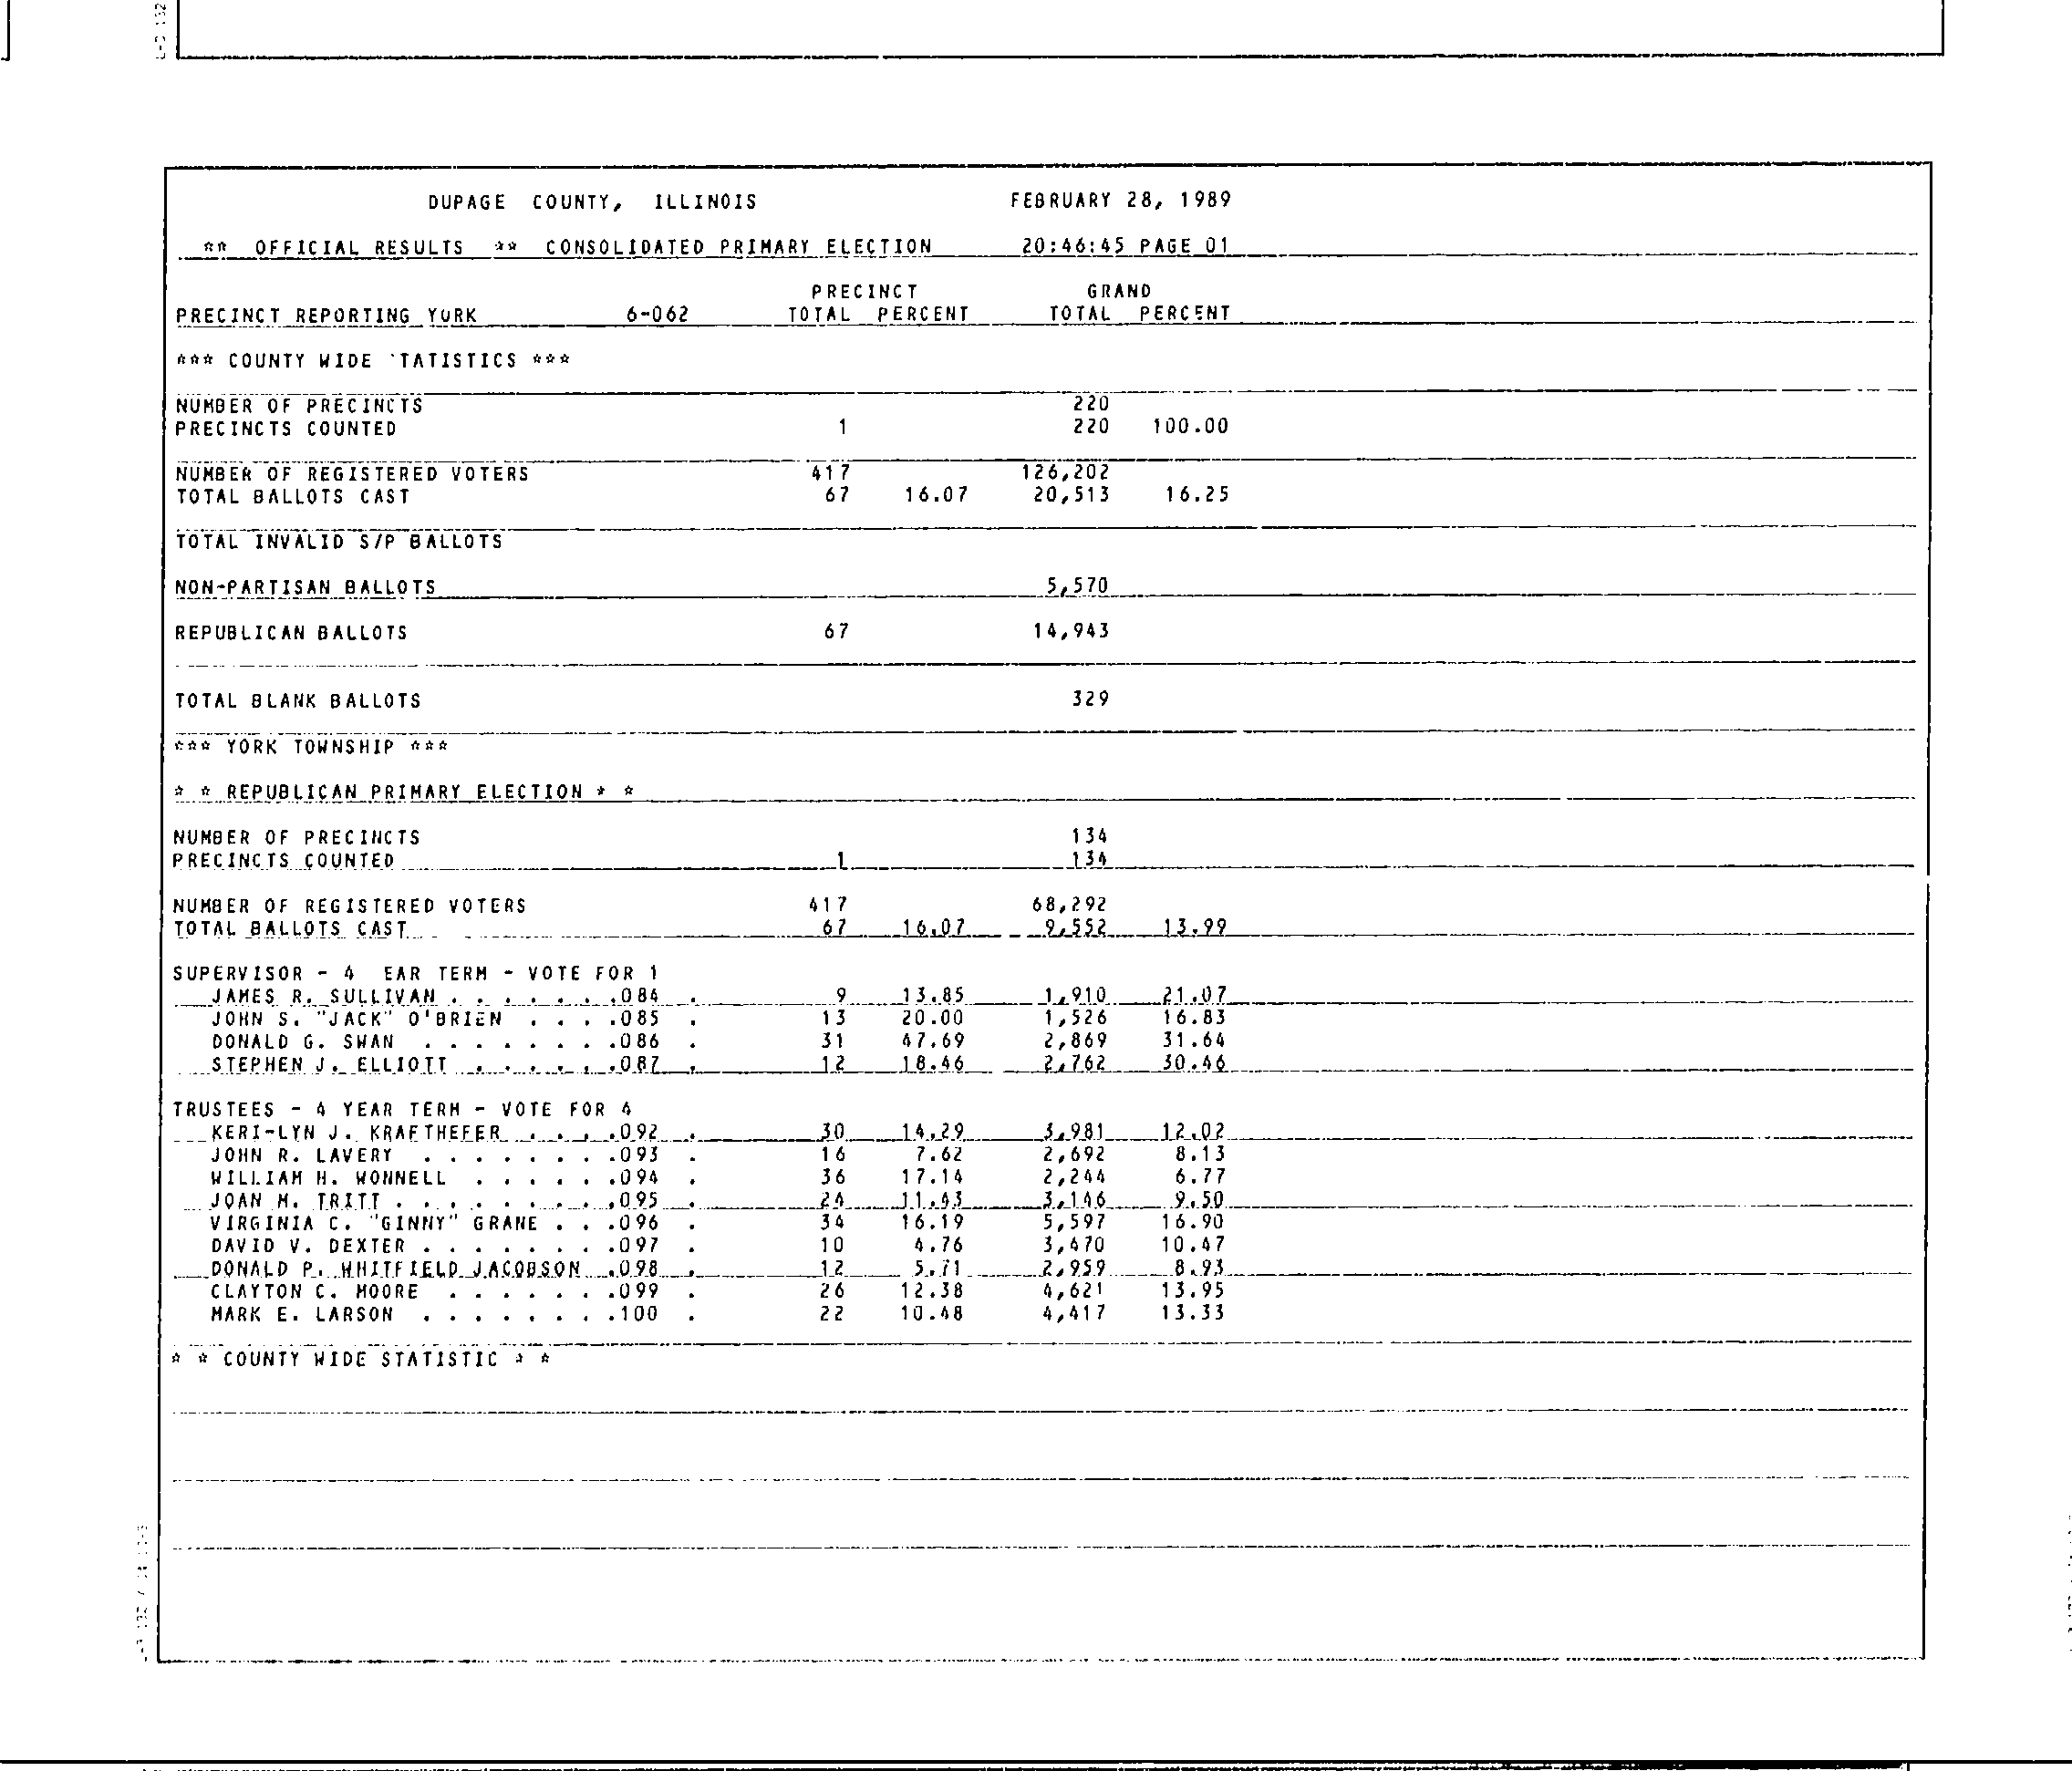 DUPAGE COUNTY, ILLINOIS FEBRUARY 28, 1989
** OFFICIAL RESULTS ** CONSOLIDATED PRIMARY ELECTION 20:46:45 PAGE 01
PRECINCT GRAND
PRECINCT REPORTING YORK 6-062 TOTAL PERCENT TOTAL PERCENT
*** COUNTY WIDE TATISTICS ***
NUMBER OF PRECINCTS 220
PRECINCTS COUNTED 1 220 100.00
NUMBER OF REGISTERED VOTERS 417 126,202
TOTAL BALLOTS CAST 67 16.07 20,513 16.25
TOTAL INVALID S/P BALLOTS
NON-PARTISAN BALLOTS 5,570
REPUBLICAN BALLOTS 67 14,943
TOTAL BLANK BALLOTS 329
*** YORK TOWNSHIP ***
* * REPUBLICAN PRIMARY ELECTION * *
NUMBER OF PRECINCTS 134
PRECINCTS COUNTED 1 134
NUMBER OF REGISTERED VOTERS 417 68,292
TOTAL BALLOTS CAST 67 16.07 9,552 13.99
SUPERVISOR - 4 EAR TERM - VOTE FOR 1
JAMES R. SULLIVAN . . . . . . .084 . 9 13.85 1,910 21.07
JOHN S. "JACK" O'BRIEN . . . .085 . 13 20.00 1,526 16.83
DONALD G. SWAN . . . . . . . .086 . 31 47.69 2,869 31.64
STEPHEN J. ELLIOTT . . . . . .087 . 12 18.46 2,762 30.46
TRUSTEES - 4 YEAR TERM - VOTE FOR 4
KERI-LYN J. KRAFTHEFER . . . .092 . 30 14.29 3,981 12.02
JOHN R. LAVERY . . . . . . . .093 . 16 7.62 2,692 8.13
WILLIAM H. WONNELL . . . . . .094 . 36 17.14 2,244 6.77
JOAN M. TRITT . . . . . . . . .095 . 24 11.43 3,146 9.50
VIRGINIA C. "GINNY" GRANE . . .096 . 34 16.19 5,597 16.90
DAVID V. DEXTER . . . . . . . .097 . 10 4.76 3,470 10.47
DONALD P. WHITFIELD JACOBSON .098 . 12 5.71 2,959 8.93
CLAYTON C. MOORE . . . . . . .099 . 26 12.38 4,621 13.95
MARK E. LARSON . . . . . . . .100 . 22 10.48 4,417 13.33
* * COUNTY WIDE STATISTIC * *